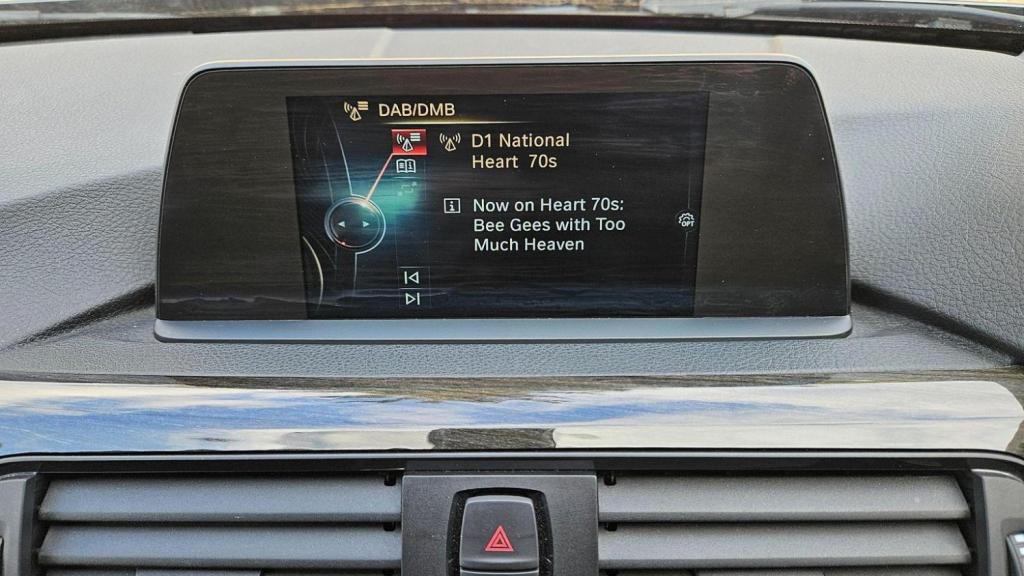 DAB/DMB
D1 National
Heart 70s
Now on Heart 70s:
Bee Gees with Too
Much Heaven
OPT